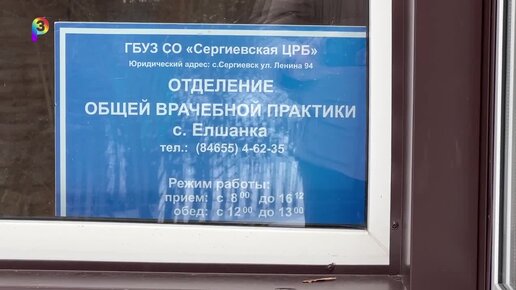 ГБУЗ СО «Сергиевская ЦРБ»
Юридический адрес: с.Сергиевск ул. Ленина 94
ОТДЕЛЕНИЕ
ОБЩЕЙ ВРАЧЕБНОЙ ПРАКТИКИ
с. Елшанка
тел.: (84655) 4-62-35
Режим работы:
прием: с 8⁰⁰ до 16¹²
обед: с 12⁰⁰ до 13⁰⁰